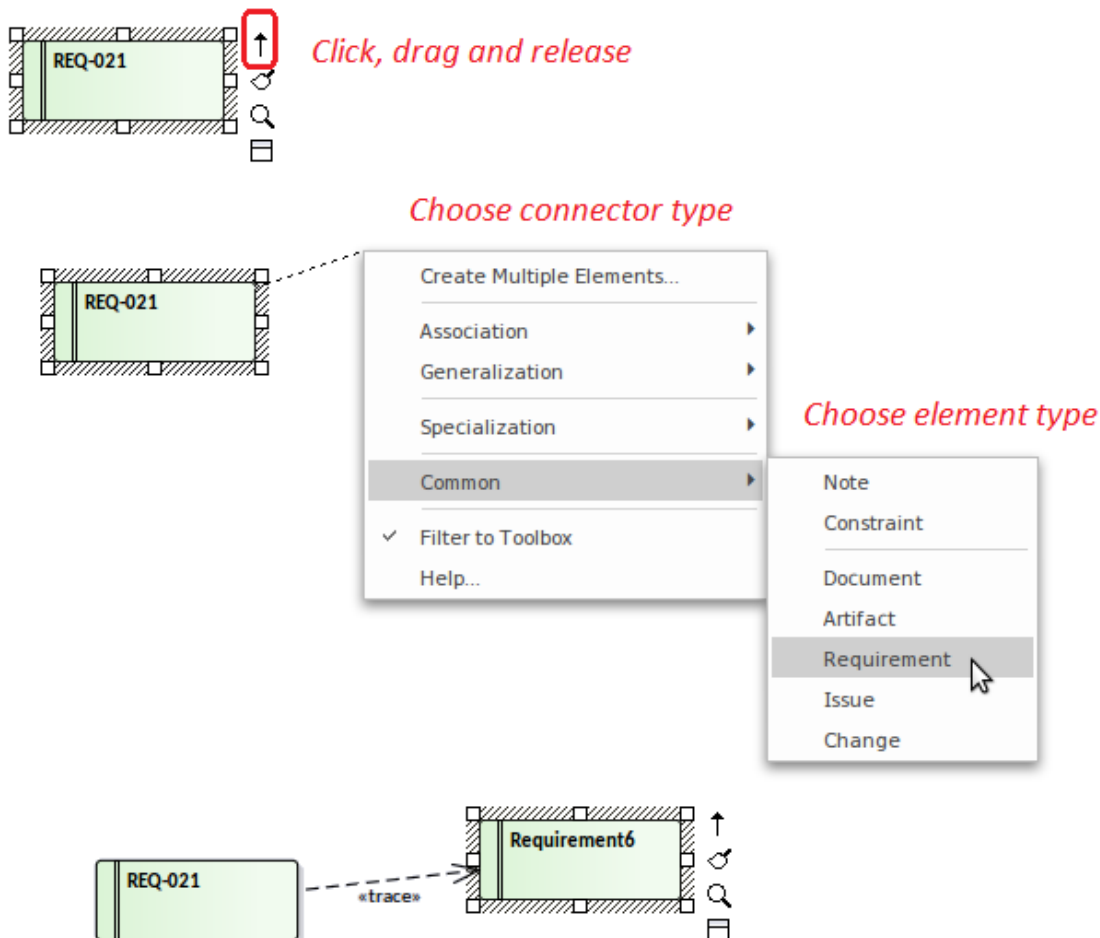 REQ-021
Click, drag and release
Choose connector type
REQ-021
Create Multiple Elements...
Association
Generalization
Specialization
Common
Filter to Toolbox
Help...
Choose element type
Note
Constraint
Document
Artifact
Requirement
Issue
Change
Requirement6
REQ-021
«trace»